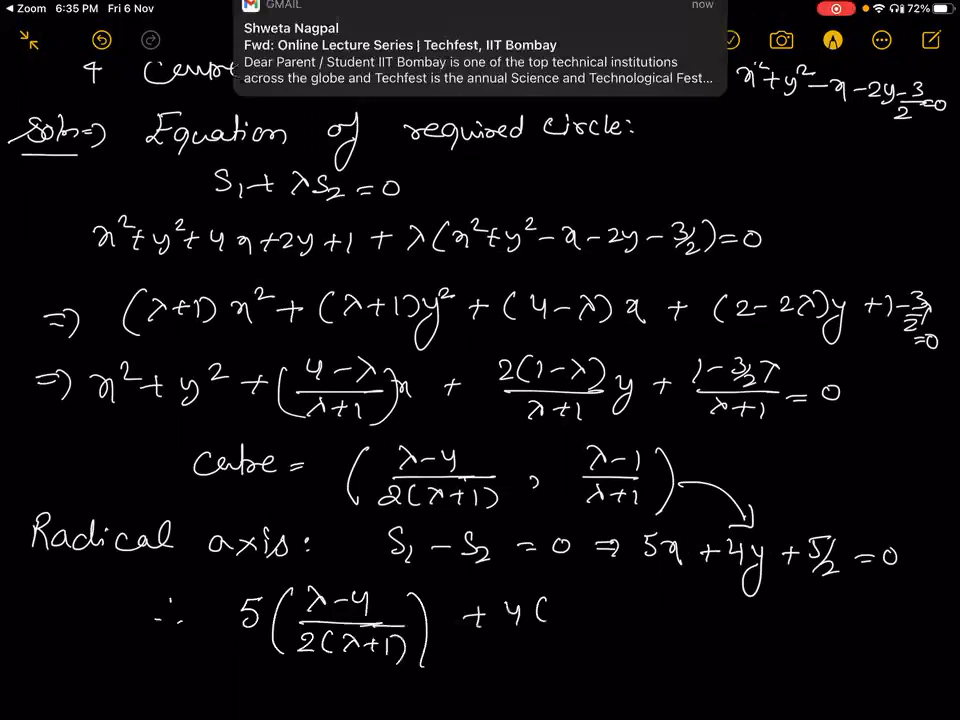 Zoom 6:35 PM Fri 6 Nov
72%
GMAIL now
Shweta Nagpal
Fwd: Online Lecture Series | Techfest, IIT Bombay
Dear Parent / Student IIT Bombay is one of the top technical institutions
across the globe and Techfest is the annual Science and Technological Fest...
x²+y²-x-2y-3/2=0
Soln⇒ Equation of required circle:
S₁+λS₂=0
x²+y²+4x+2y+1+λ(x²+y²-x-2y-3/2)=0
⇒ (λ+1)x²+(λ+1)y²+(4-λ)x+(2-2λ)y+1-3/2λ=0
⇒ x²+y²+((4-λ)/(λ+1))x+(2(1-λ)/(λ+1))y+(1-3/2λ)/(λ+1)=0
= ((λ-4)/(2(λ+1)), (λ-1)/(λ+1))
Radical axis: S₁-S₂=0 ⇒ 5x+4y+5/2=0
∴ 5((λ-4)/(2(λ+1)))+4(